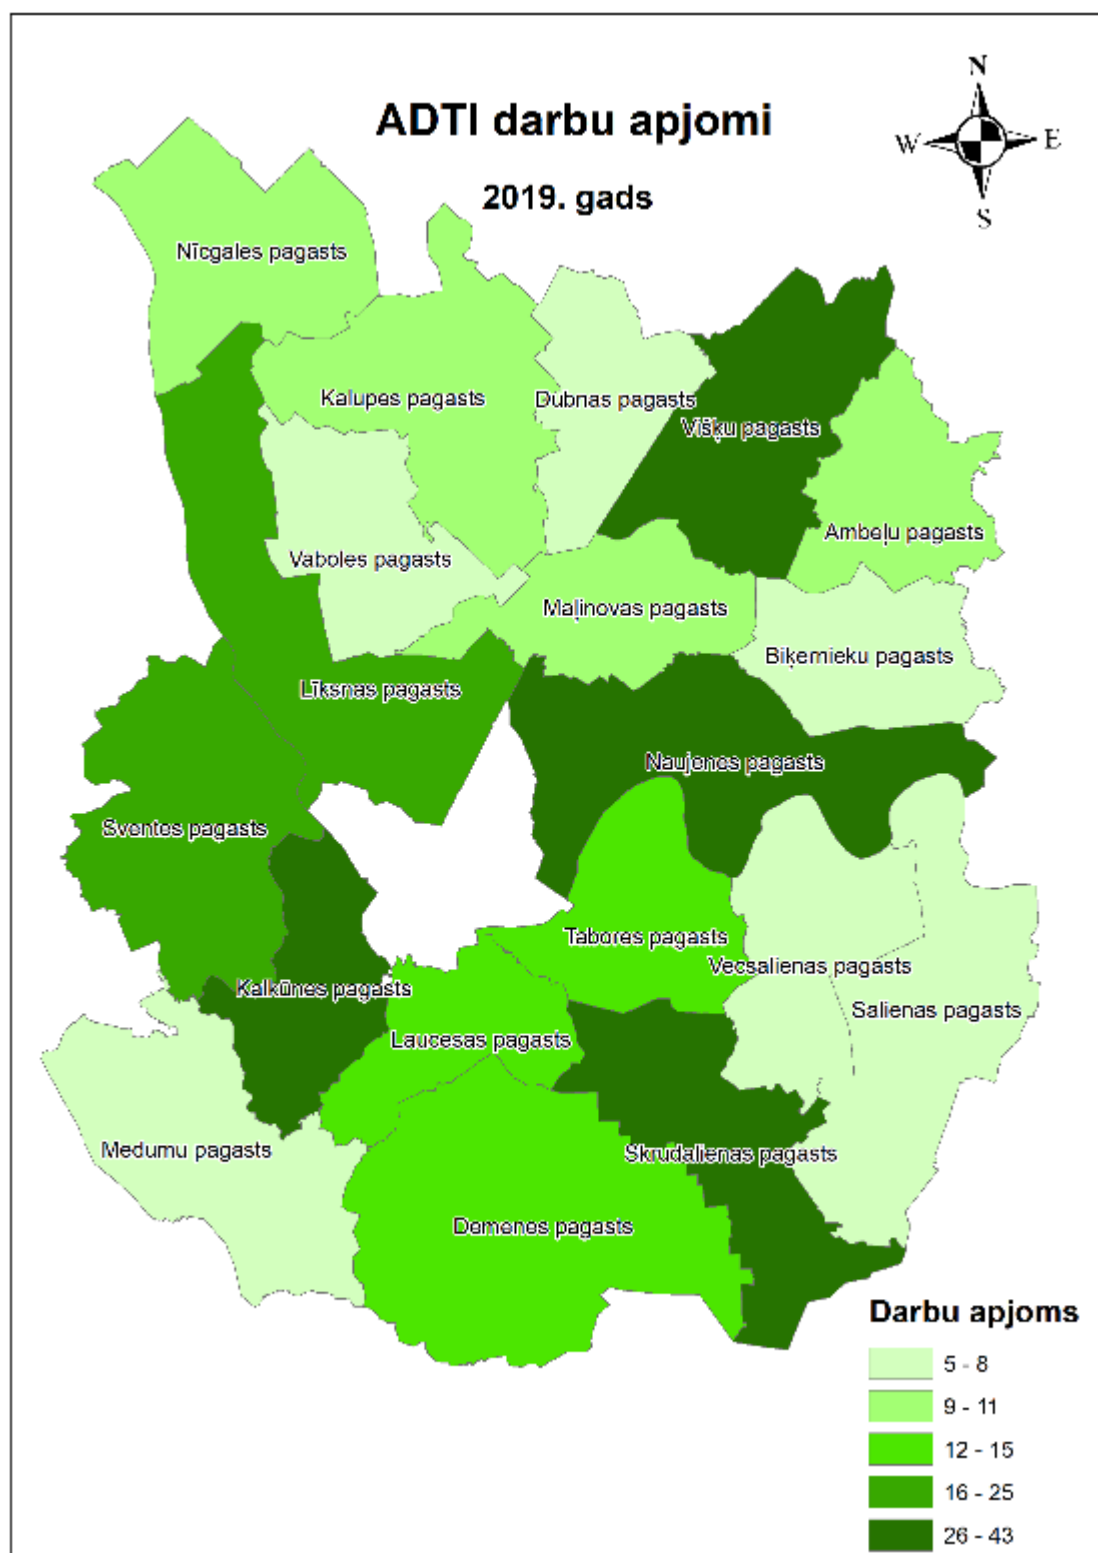 N
ADTI darbu apjomi
W
E
2019. gads
S
Nīcgales pagasts
Kalupes pagasts
Dubnas pagasts
Višķu pagasts
Ambeļu pagasts
Vaboles pagasts
Maļinovas pagasts
Biķernieku pagasts
Līksnas pagasts
Naujenes pagasts
Sventes pagasts
Tabores pagasts
Vecsalienas pagasts
Kalkūnes pagasts
Salienas pagasts
Laucesas pagasts
Medumu pagasts
Skrudalienas pagasts
Demenes pagasts
Darbu apjoms
5 - 8
9 - 11
12 - 15
16 - 25
26 - 43